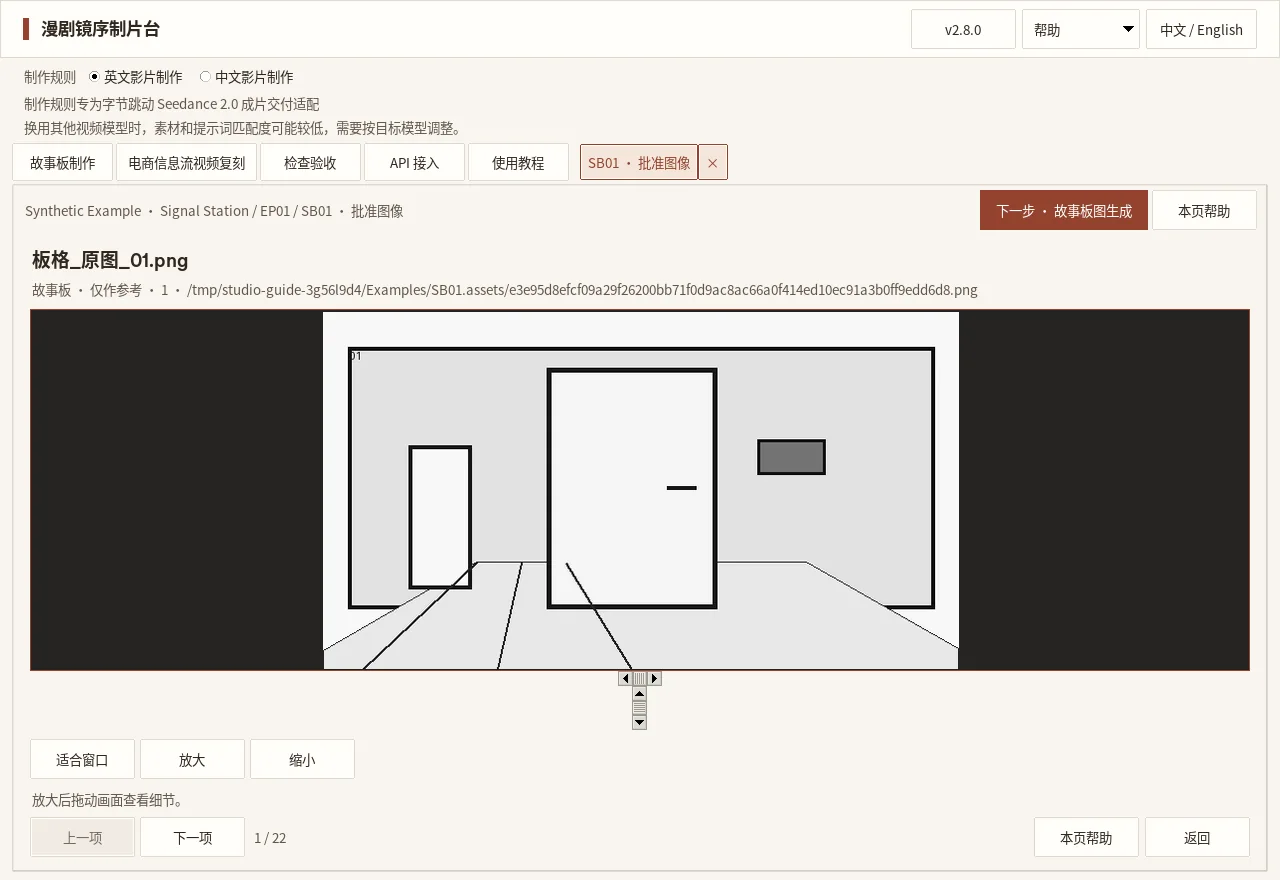 漫剧镜序制片台
v2.8.0
帮助
中文 / English
制作规则 英文影片制作 中文影片制作
制作规则专为字节跳动 Seedance 2.0 成片交付适配
换用其他视频模型时，素材和提示词匹配度可能较低，需要按目标模型调整。
故事板制作 电商信息流视频复刻 检查验收 API 接入 使用教程 SB01 · 批准图像 ×
Synthetic Example · Signal Station / EP01 / SB01 · 批准图像
下一步 · 故事板图生成 本页帮助
板格_原图_01.png
故事板 · 仅作参考 · 1 · /tmp/studio-guide-3g56l9d4/Examples/SB01.assets/e3e95d8efcf09a29f26200bb71f0d9ac8ac66a0f414ed10ec91a3b0ff9edd6d8.png
01
适合窗口 放大 缩小
放大后拖动画面查看细节。
上一项 下一项 1 / 22
本页帮助 返回